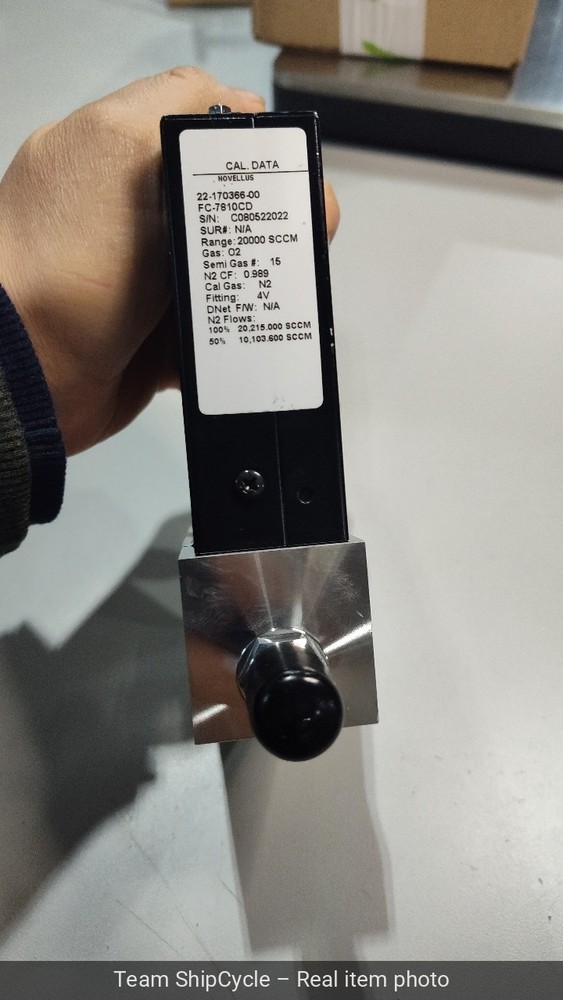 CAL. DATA
NOVELLUS
22-170366-00
FC-7810CD
S/N: C080522022
SUR#: N/A
Range: 20000 SCCM
Gas: O2
Semi Gas #: 15
N2 CF: 0.989
Cal Gas: N2
Fitting: 4V
DNet F/W: N/A
N2 Flows:
100% 20,215.000 SCCM
50% 10,103.600 SCCM
Team ShipCycle – Real item photo